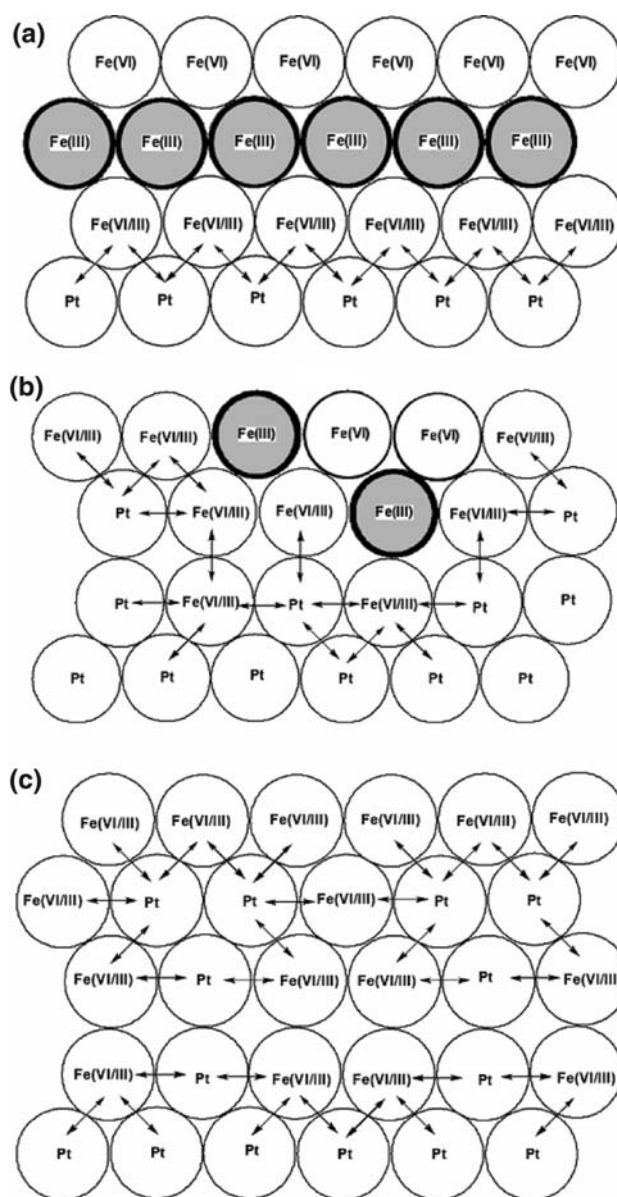 (a)
Fe(VI) Fe(VI) Fe(VI) Fe(VI) Fe(VI) Fe(VI)
Fe(III) Fe(III) Fe(III) Fe(III) Fe(III) Fe(III)
Fe(VI/III) Fe(VI/III) Fe(VI/III) Fe(VI/III) Fe(VI/III) Fe(VI/III)
Pt Pt Pt Pt Pt Pt
(b)
Fe(VI/III) Fe(VI/III) Fe(III) Fe(VI) Fe(VI) Fe(VI/III)
Pt Fe(VI/III) Fe(VI/III) Fe(III) Fe(VI/III) Pt
Pt Fe(VI/III) Pt Fe(VI/III) Pt Pt
Pt Pt Pt Pt Pt Pt
(c)
Fe(VI/III) Fe(VI/III) Fe(VI/III) Fe(VI/III) Fe(VI/III) Fe(VI/III)
Fe(VI/III) Pt Pt Fe(VI/III) Pt Pt
Fe(VI/III) Pt Fe(VI/III) Fe(VI/III) Pt Fe(VI/III)
Fe(VI/III) Pt Fe(VI/III) Fe(VI/III) Pt Fe(VI/III)
Pt Pt Pt Pt Pt Pt